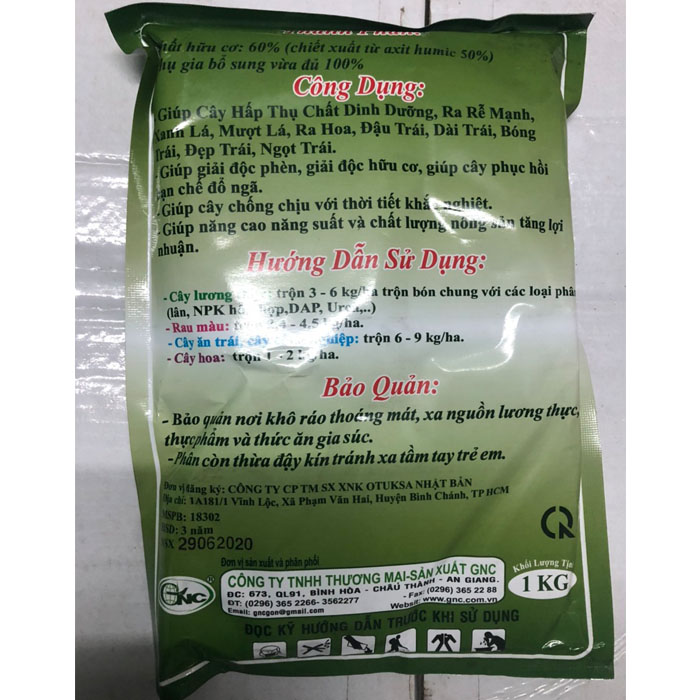 hất hữu cơ: 60% (chiết xuất từ axit humic 50%)
hụ gia bổ sung vừa đủ 100%
Công Dụng:
Giúp Cây Hấp Thụ Chất Dinh Dưỡng, Ra Rễ Mạnh,
Xanh Lá, Mượt Lá, Ra Hoa, Đậu Trái, Dài Trái, Bóng
Trái, Đẹp Trái, Ngọt Trái.
-Giúp giải độc phèn, giải độc hữu cơ, giúp cây phục hồi
ạn chế đổ ngã.
-Giúp cây chống chịu với thời tiết khắc nghiệt.
-Giúp nâng cao năng suất và chất lượng nông sản tăng lợi
nhuận.
Hướng Dẫn Sử Dụng:
-Cây lương trộn 3 - 6 kg/ha trộn bón chung với các loại phâ
(lân, NPK hỗn hợp,DAP, Urea,..)
- Rau màu: trộn - 4.5 kg/ha.
- Cây ăn trái, cây nghiệp: trộn 6 - 9 kg/ha.
- Cây hoa: trộn 1 - 2 kg/ha.
Bảo Quản:
- Bảo quản nơi khô ráo thoáng mát, xa nguồn lương thực,
thựcphẩm và thức ăn gia súc.
-Phân còn thừa đậy kín tránh xa tầm tay trẻ em.
Đơn vị đăng ký: CÔNG TY CP TM SX XNK OTUKSA NHẬT BẢN
Địa chỉ: 1A181/1 Vĩnh Lộc, Xã Phạm Văn Hai, Huyện Bình Chánh, TP HCM
MSPB: 18302
HSD: 3 năm
NSX 29062020
Đơn vị sản xuất và phân phối
GNC
CÔNG TY TNHH THƯƠNG MẠI-SẢN XUẤT GNC
ĐC: 673, QL91, BÌNH HÒA - CHÂU THÀNH - AN GIANG.
ĐT: (0296) 365 2266- 3562277 - Fax: (0296) 365 22 88
Email: gncgon@gmail.com Website: www.gnc.com.vn
Khối Lượng Tịn
1 KG
ĐỌC KỸ HƯỚNG DẪN TRƯỚC KHI SỬ DỤNG